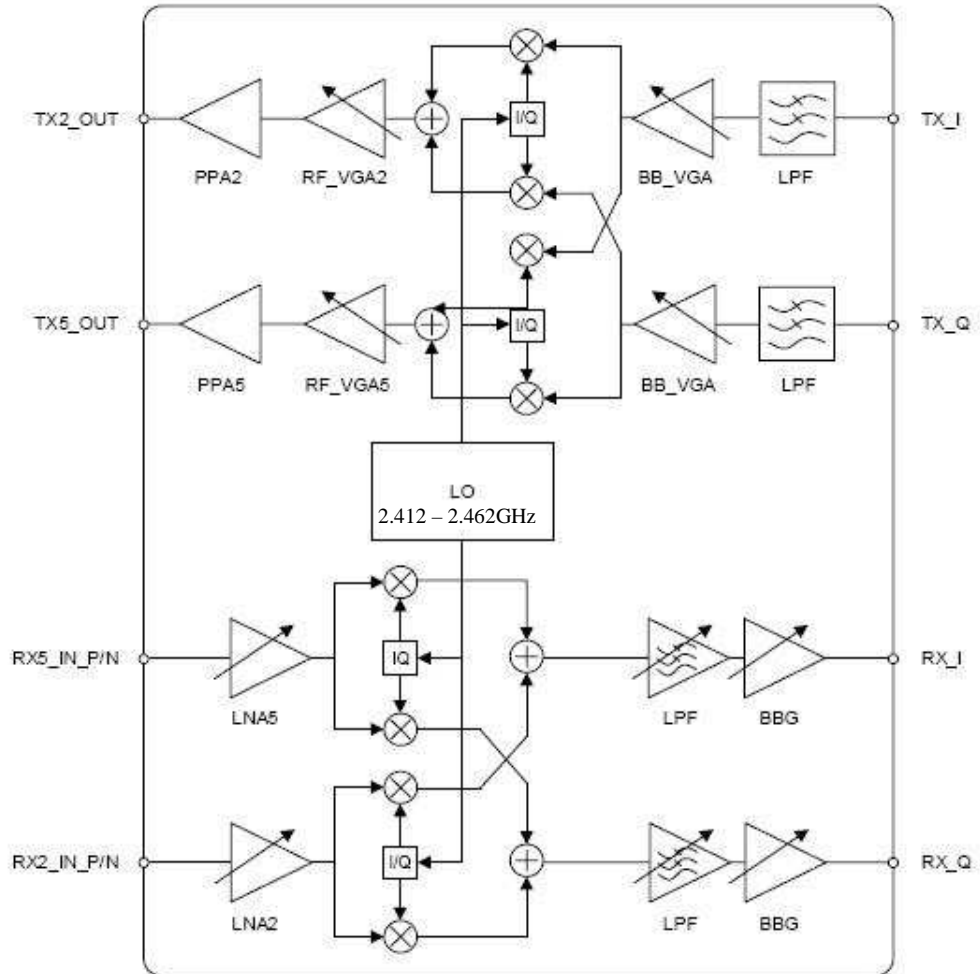 TX2_OUT
PPA2
RF_VGA2
I/Q
BB_VGA
LPF
TX_I
TX5_OUT
PPA5
RF_VGA5
I/Q
BB_VGA
LPF
TX_Q
LO
2.412 – 2.462GHz
RX5_IN_P/N
LNA5
IQ
LPF
BBG
RX_I
RX2_IN_P/N
LNA2
I/Q
LPF
BBG
RX_Q